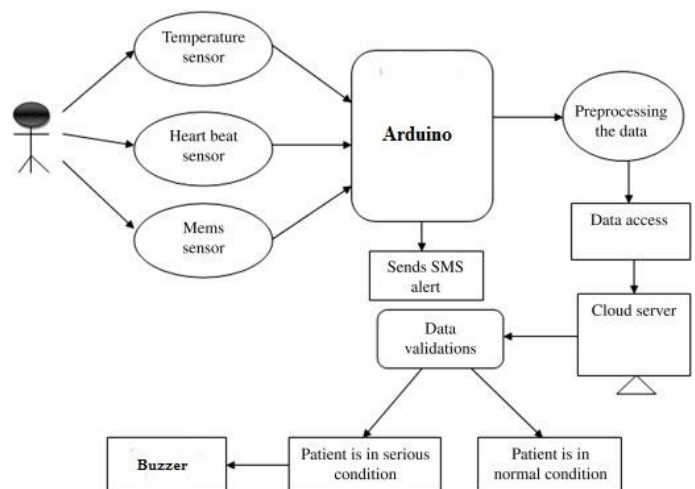 Temperature
sensor
Heart beat
sensor
Mems
sensor
Arduino
Preprocessing
the data
Data access
Sends SMS
alert
Cloud server
Data
validations
Buzzer
Patient is in serious
condition
Patient is in
normal condition